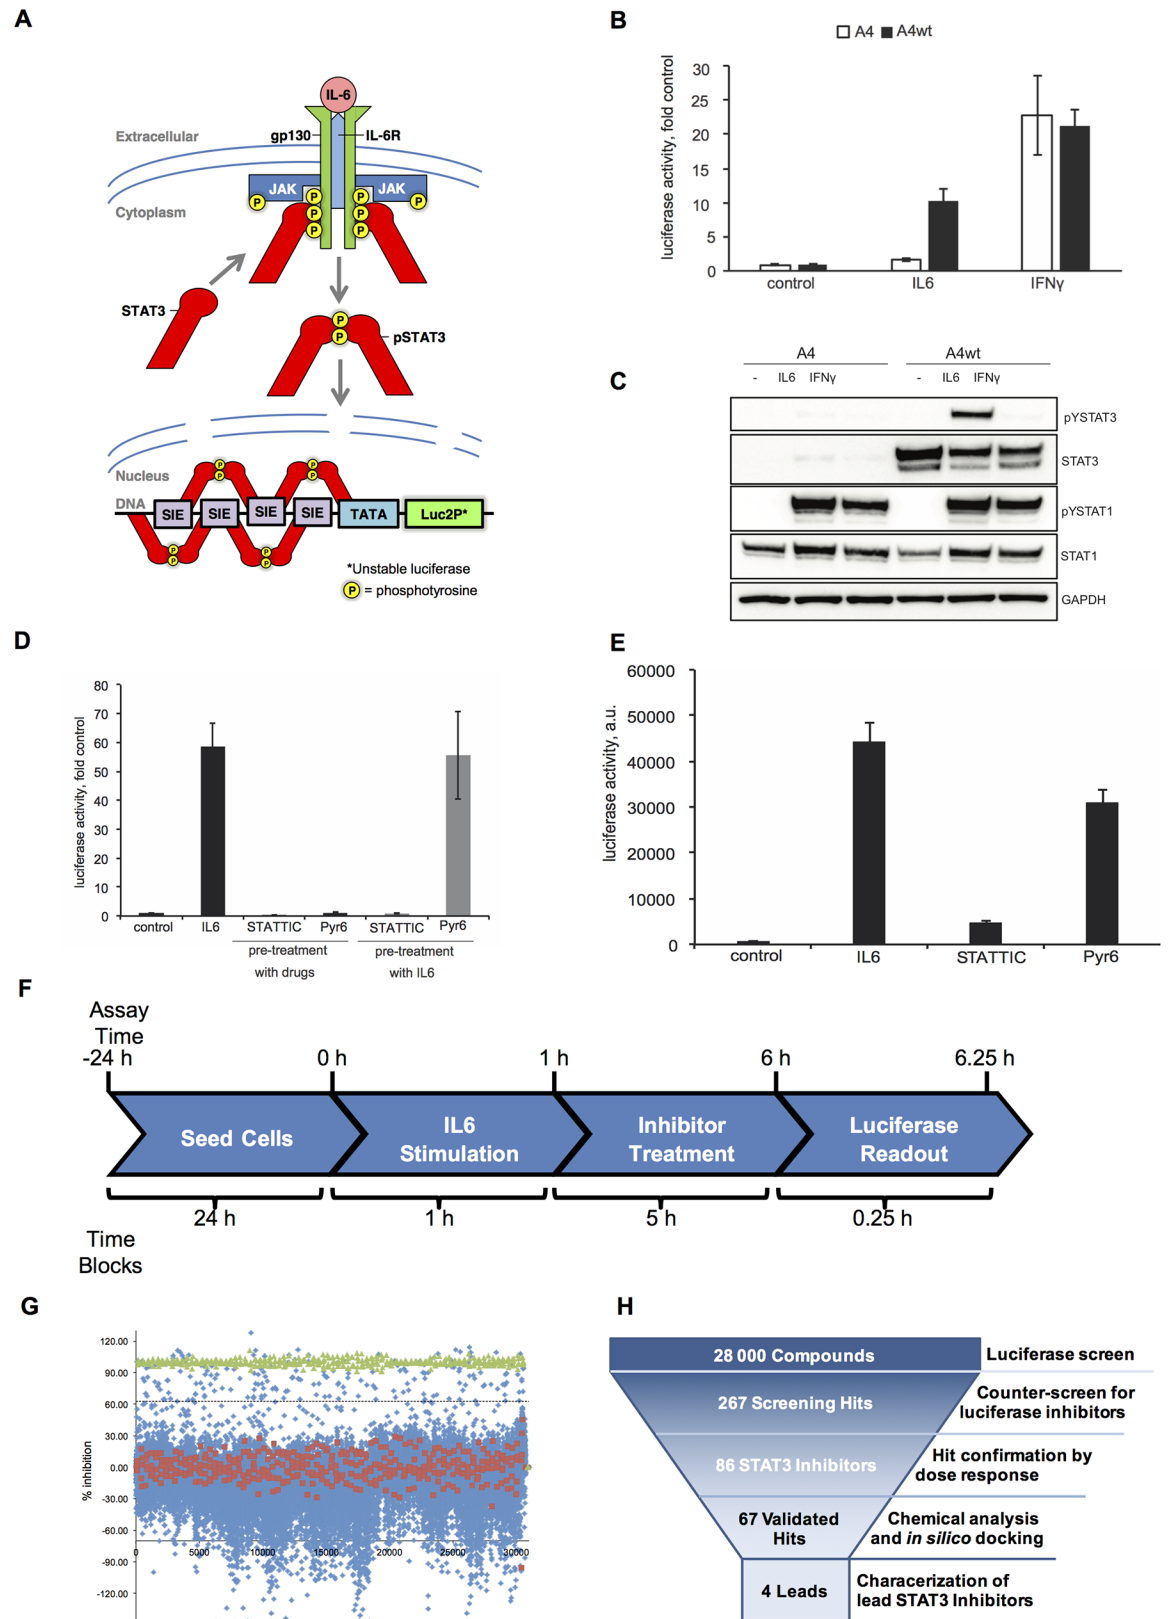 A
IL-6
gp130
IL-6R
Extracellular
JAK
JAK
P
P
P
P
P
P
P
P
Cytoplasm
STAT3
P
P
pSTAT3
Nucleus
P
P
P
P
DNA
SIE
SIE
SIE
SIE
TATA
Luc2P*
P
P
P
P
*Unstable luciferase
P = phosphotyrosine
B
A4 A4wt
luciferase activity, fold control
30
25
20
15
10
5
0
control IL6 IFNγ
C
A4 A4wt
- IL6 IFNγ - IL6 IFNγ
pYSTAT3
STAT3
pYSTAT1
STAT1
GAPDH
D
luciferase activity, fold control
80
70
60
50
40
30
20
10
0
control IL6 STATTIC Pyr6 STATTIC Pyr6
pre-treatment pre-treatment
with drugs with IL6
E
luciferase activity, a.u.
60000
50000
40000
30000
20000
10000
0
control IL6 STATTIC Pyr6
F
Assay
Time
-24 h 0 h 1 h 6 h 6.25 h
Seed Cells
IL6
Stimulation
Inhibitor
Treatment
Luciferase
Readout
24 h 1 h 5 h 0.25 h
Time
Blocks
G
% inhibition
120.00
90.00
60.00
30.00
0.00
-30.00
-60.00
-90.00
-120.00
0 5000 10000 15000 20000 25000 30000
H
28 000 Compounds
Luciferase screen
267 Screening Hits
Counter-screen for
luciferase inhibitors
86 STAT3 Inhibitors
Hit confirmation by
dose response
67 Validated
Hits
Chemical analysis
and in silico docking
4 Leads
Characerization of
lead STAT3 Inhibitors